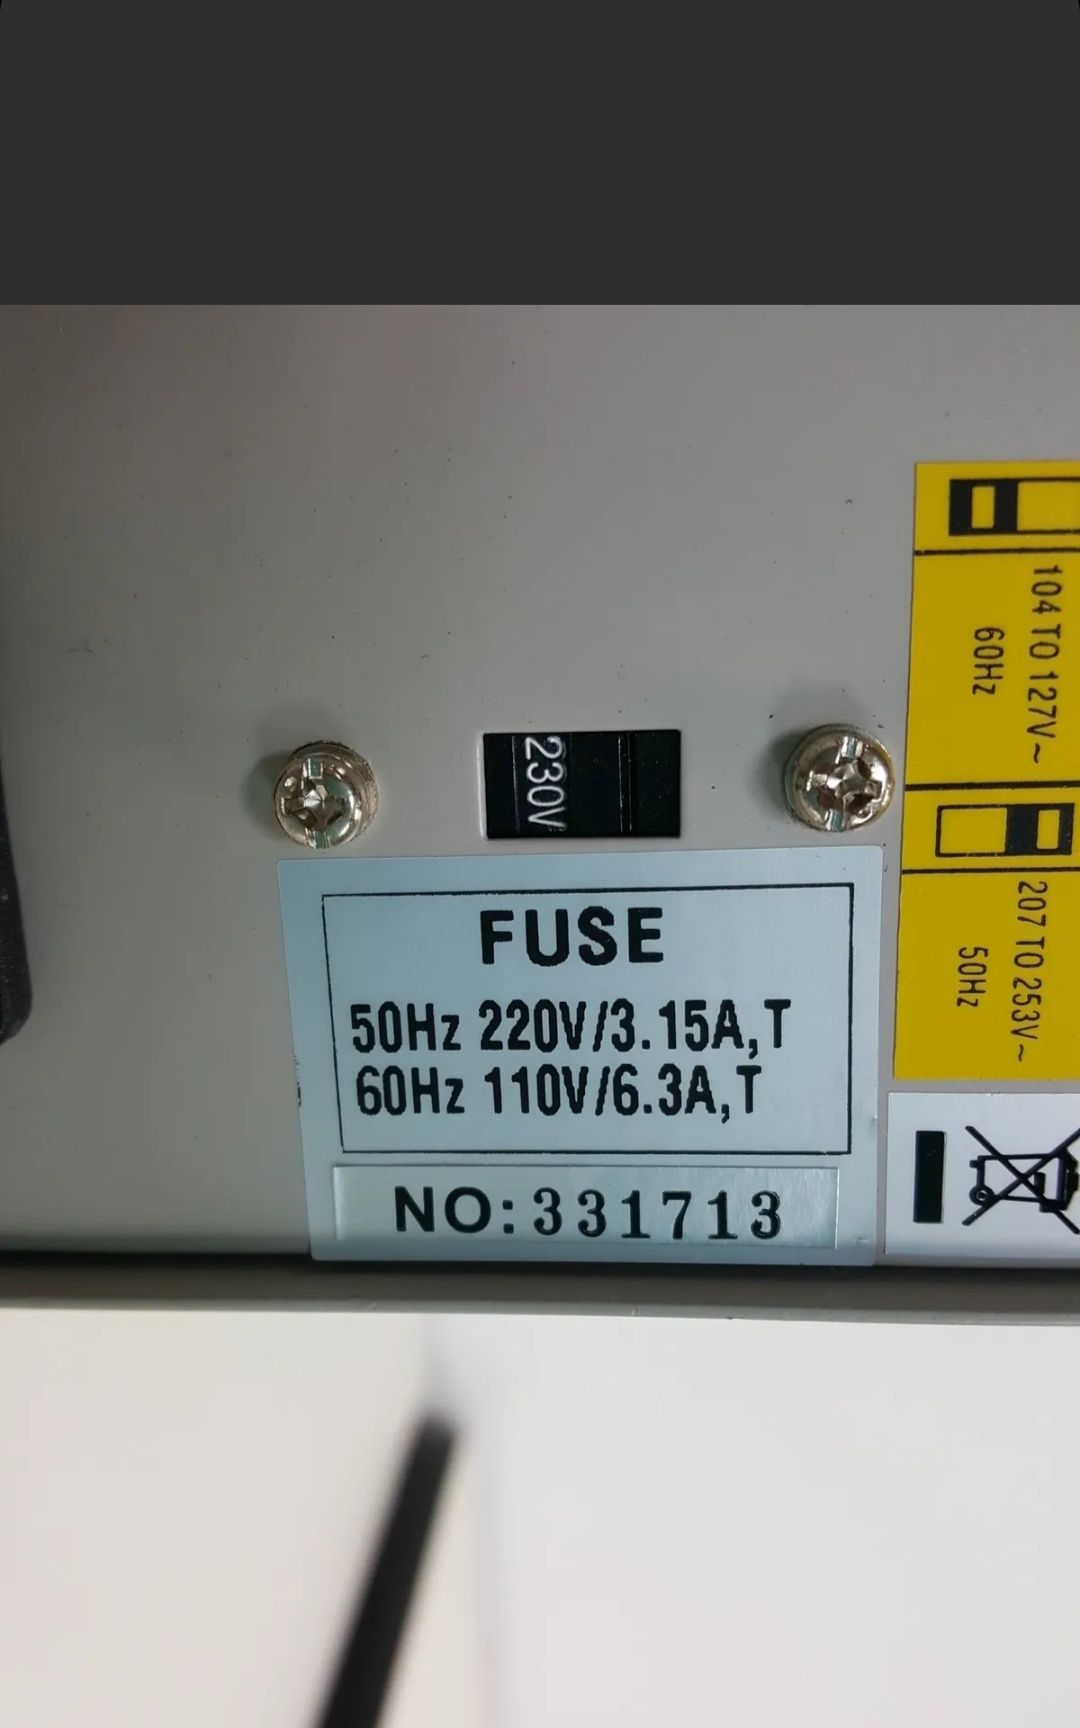 230V
FUSE
50Hz 220V/3.15A,T
60Hz 110V/6.3A,T
NO:331713
104 TO 127V~
60Hz
207 TO 253V~
50Hz